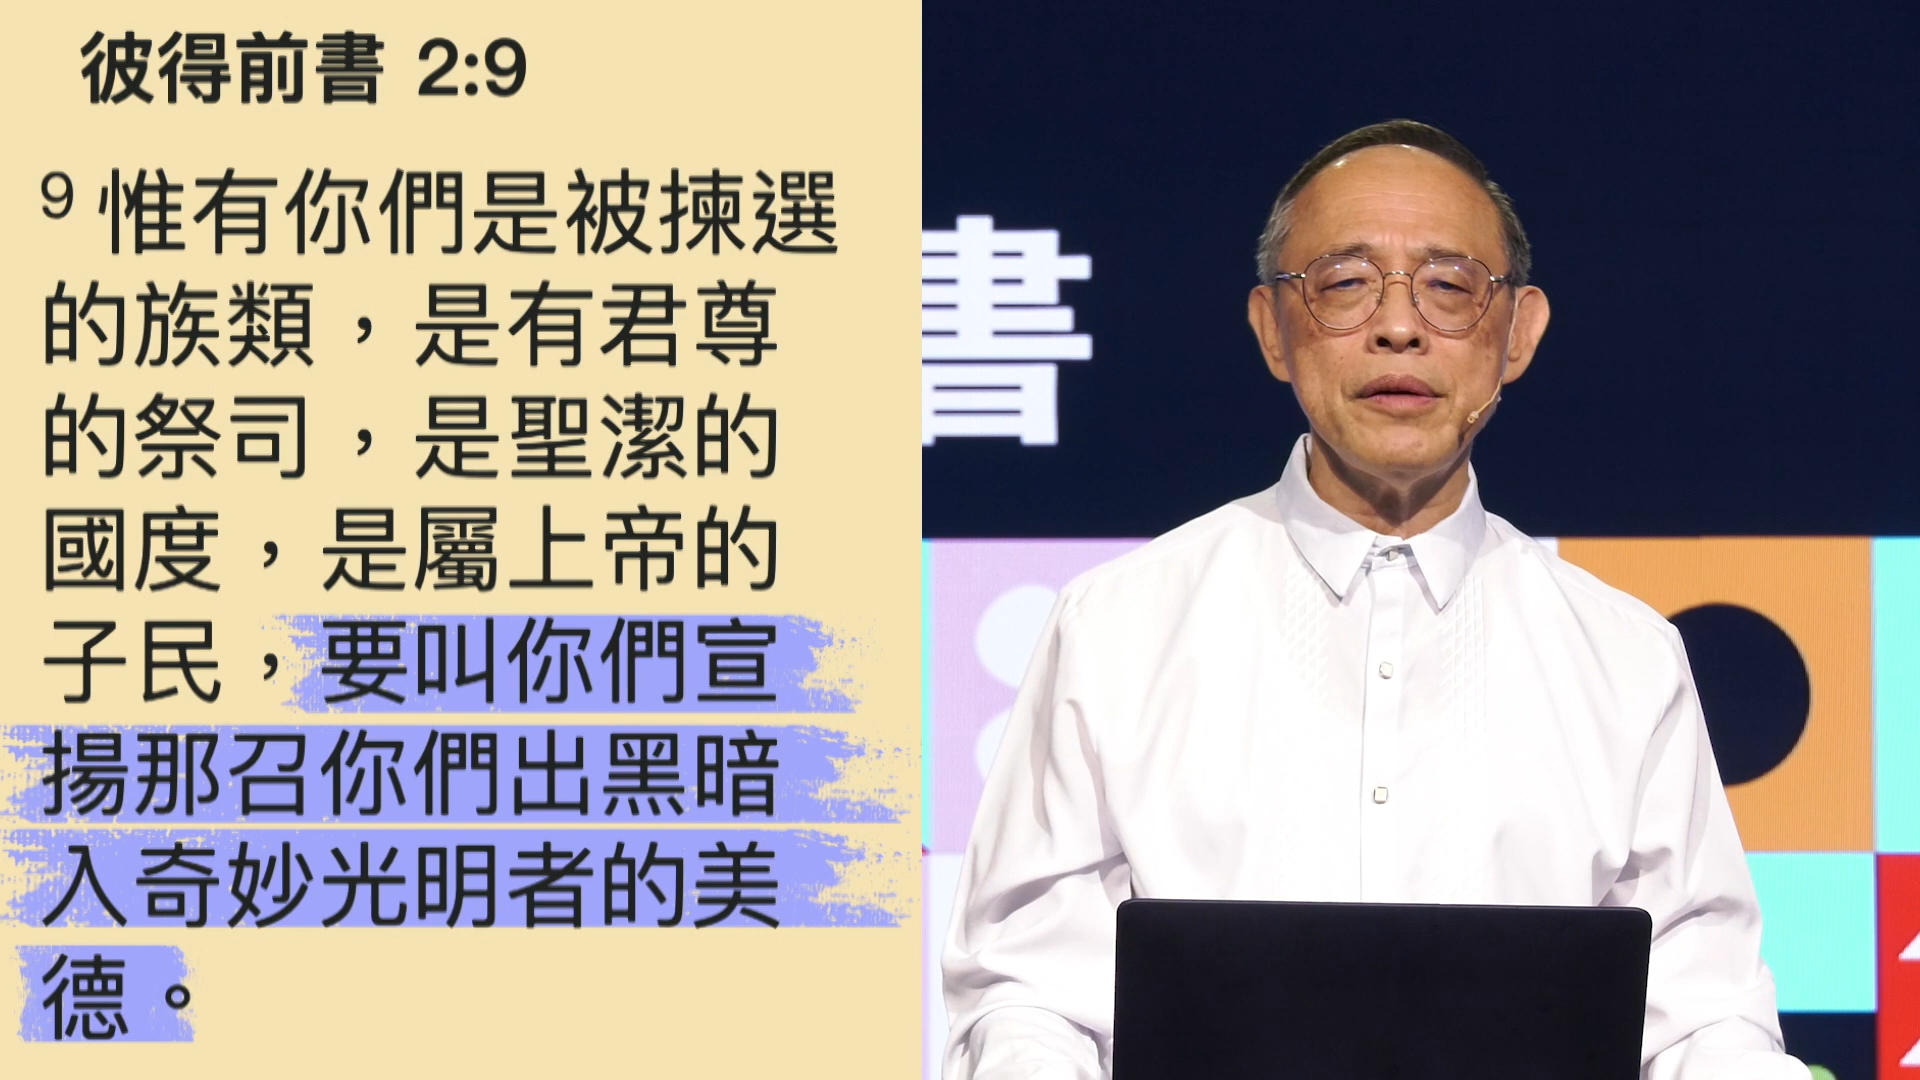 彼得前書 2:9
9 惟有你們是被揀選
的族類，是有君尊
的祭司，是聖潔的
國度，是屬上帝的
子民，要叫你們宣
揚那召你們出黑暗
入奇妙光明者的美
德。
書